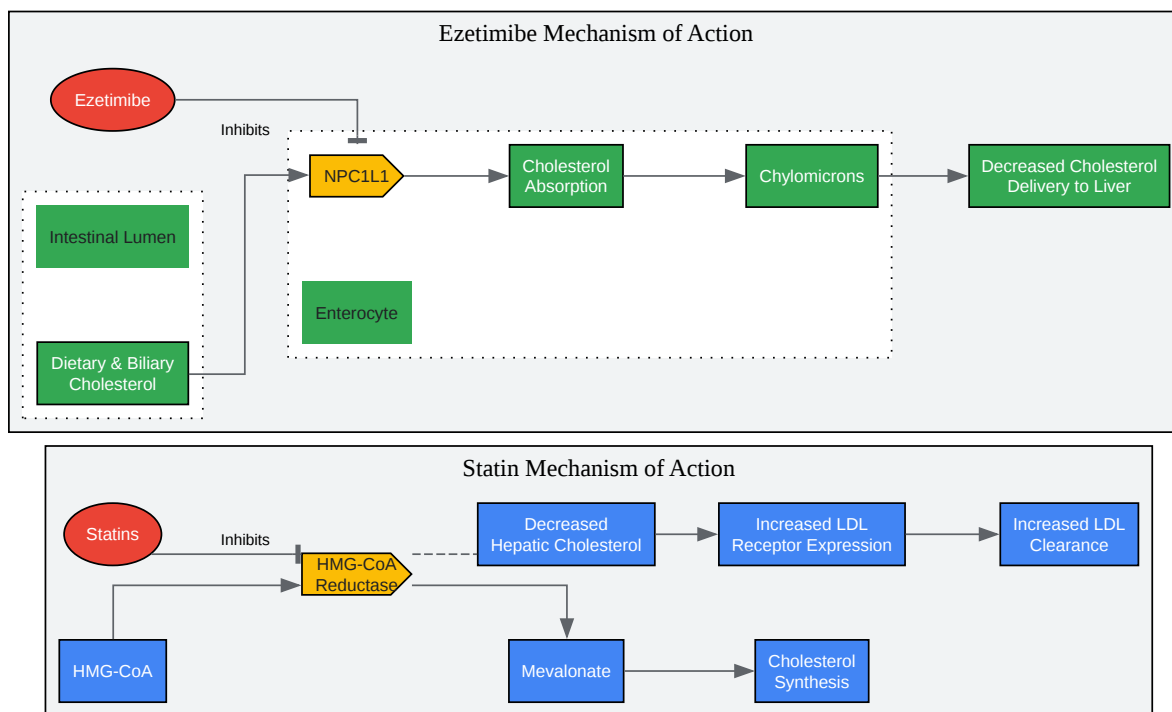 Ezetimibe Mechanism of Action
Ezetimibe
Inhibits
NPC1L1
Cholesterol
Absorption
Chylomicrons
Decreased Cholesterol
Delivery to Liver
Intestinal Lumen
Enterocyte
Dietary & Biliary
Cholesterol
Statin Mechanism of Action
Statins
Inhibits
HMG-CoA
Reductase
Decreased
Hepatic Cholesterol
Increased LDL
Receptor Expression
Increased LDL
Clearance
HMG-CoA
Mevalonate
Cholesterol
Synthesis